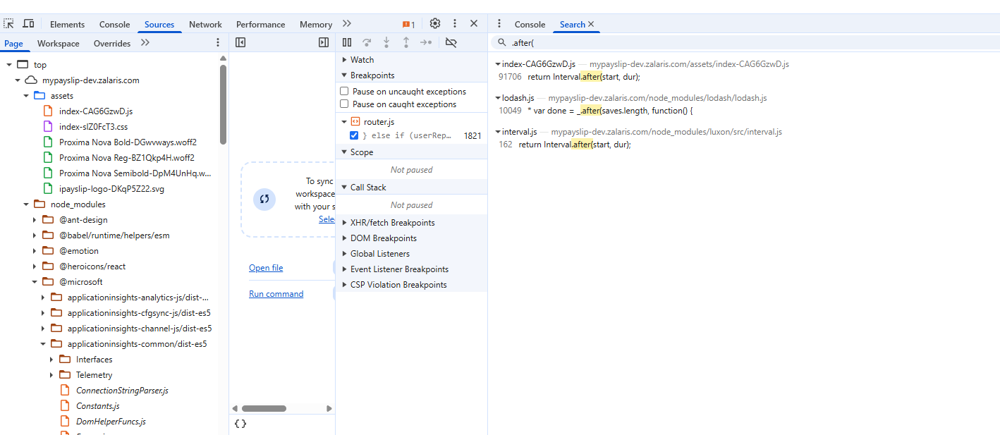 Elements Console Sources Network Performance Memory 1
Page Workspace Overrides
top
mypayslip-dev.zalaris.com
assets
index-CAG6GzwD.js
index-slZ0FcT3.css
Proxima Nova Bold-DGwvways.woff2
Proxima Nova Reg-BZ1Qkp4H.woff2
Proxima Nova Semibold-DpM4UnHq.w...
ipayslip-logo-DKqP5Z22.svg
node_modules
@ant-design
@babel/runtime/helpers/esm
@emotion
@heroicons/react
@microsoft
applicationinsights-analytics-js/dist-...
applicationinsights-cfgsync-js/dist-es5
applicationinsights-channel-js/dist-es5
applicationinsights-common/dist-es5
Interfaces
Telemetry
ConnectionStringParser.js
Constants.js
DomHelperFuncs.js
To sync
workspace
with your s
Selec
Open file
Run command
{}
Watch
Breakpoints
Pause on uncaught exceptions
Pause on caught exceptions
router.js
} else if (userRep… 1821
Scope
Not paused
Call Stack
Not paused
XHR/fetch Breakpoints
DOM Breakpoints
Global Listeners
Event Listener Breakpoints
CSP Violation Breakpoints
Console Search
.after(
index-CAG6GzwD.js — mypayslip-dev.zalaris.com/assets/index-CAG6GzwD.js
91706 return Interval.after(start, dur);
lodash.js — mypayslip-dev.zalaris.com/node_modules/lodash/lodash.js
10049 * var done = _.after(saves.length, function() {
interval.js — mypayslip-dev.zalaris.com/node_modules/luxon/src/interval.js
162 return Interval.after(start, dur);